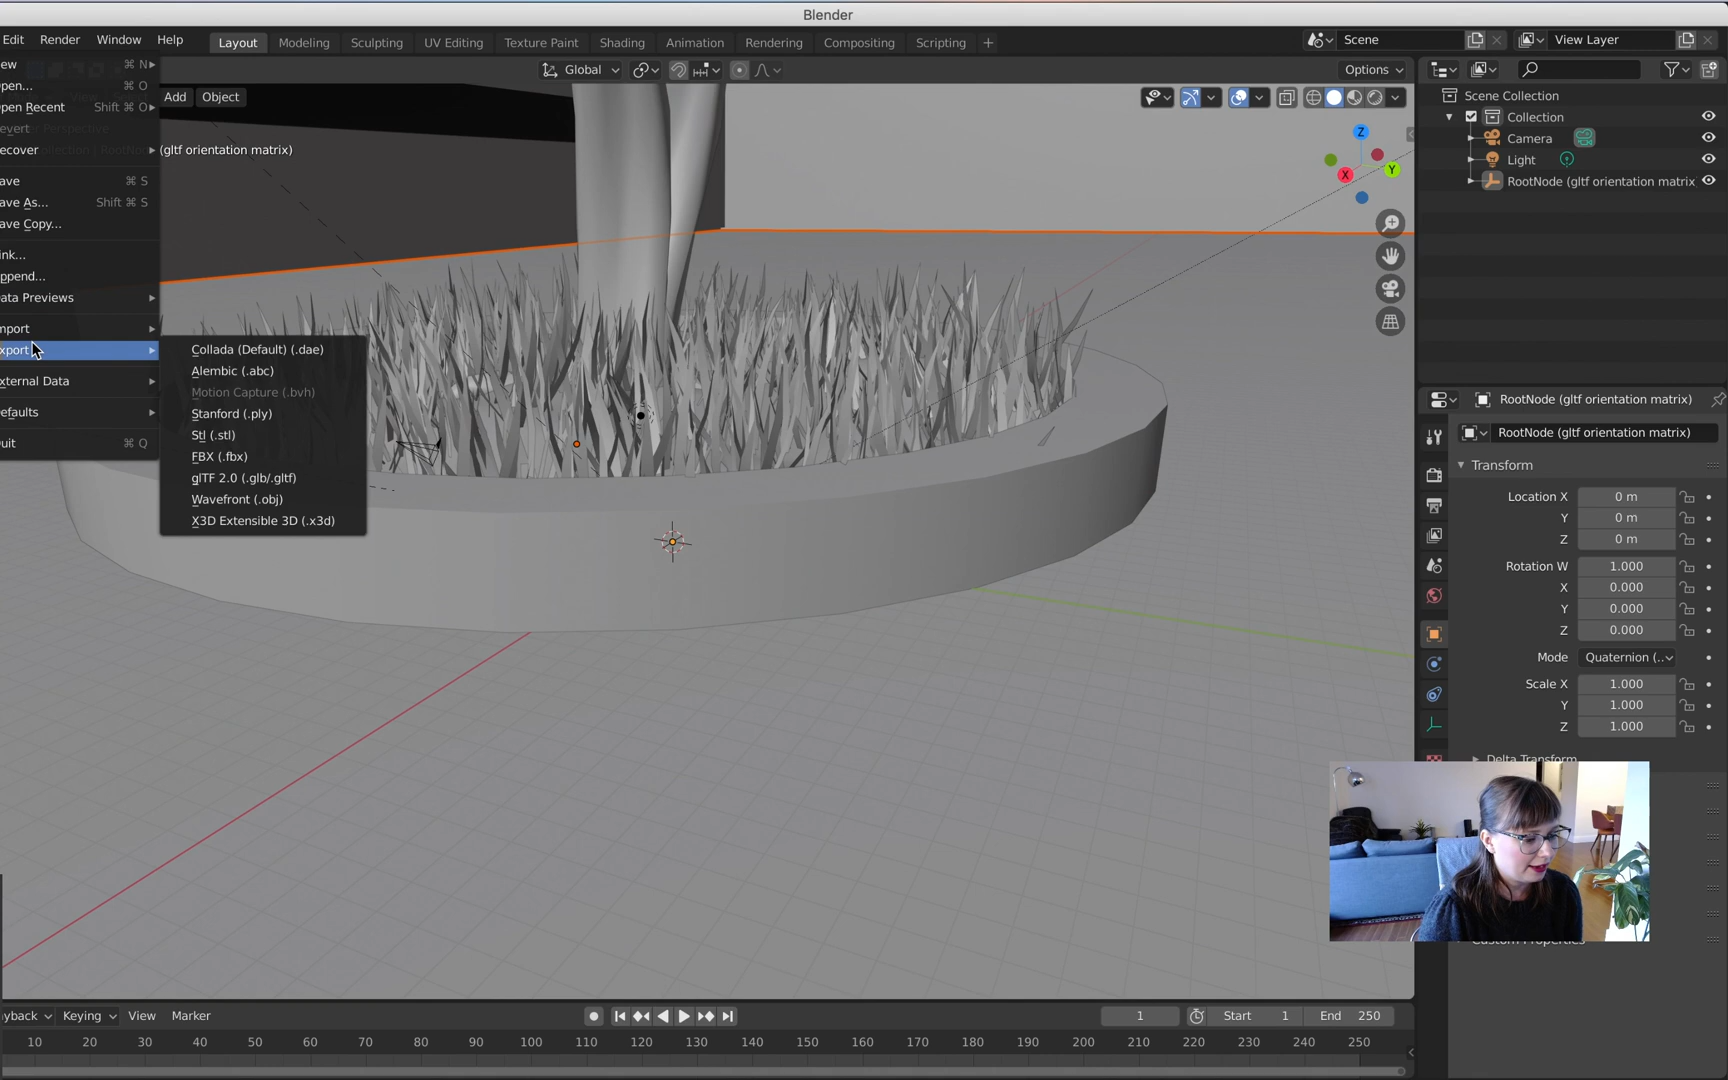 Blender
Edit Render Window Help Layout Modeling Sculpting UV Editing Texture Paint Shading Animation Rendering Compositing Scripting + Scene View Layer
ew ⌘ N
pen... ⌘ O
pen Recent Shift ⌘ O
evert
ecover
ave ⌘ S
ave As... Shift ⌘ S
ave Copy...
ink...
ppend...
ata Previews
mport
xport
xternal Data
efaults
uit ⌘ Q
Global
Options
Add Object
(gltf orientation matrix)
Collada (Default) (.dae)
Alembic (.abc)
Motion Capture (.bvh)
Stanford (.ply)
Stl (.stl)
FBX (.fbx)
glTF 2.0 (.glb/.gltf)
Wavefront (.obj)
X3D Extensible 3D (.x3d)
Z
Y
X
Scene Collection
Collection
Camera
Light
RootNode (gltf orientation matrix
RootNode (gltf orientation matrix)
RootNode (gltf orientation matrix)
Transform
Location X 0 m
Y 0 m
Z 0 m
Rotation W 1.000
X 0.000
Y 0.000
Z 0.000
Mode Quaternion (..
Scale X 1.000
Y 1.000
Z 1.000
Delta Transform
Custom Properties
yback Keying View Marker 1 Start 1 End 250
10 20 30 40 50 60 70 80 90 100 110 120 130 140 150 160 170 180 190 200 210 220 230 240 250